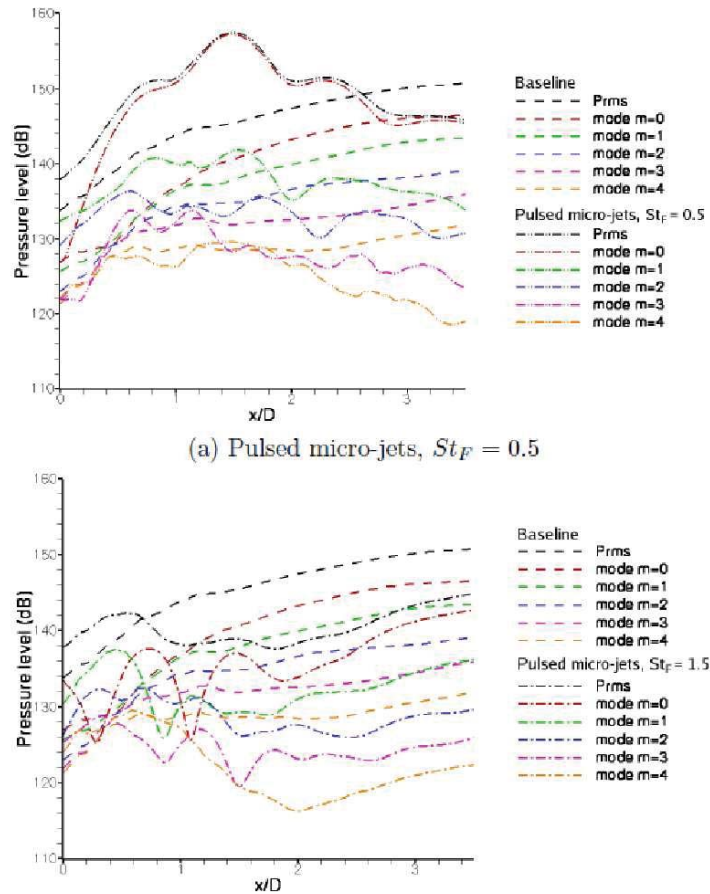 160
150
140
130
120
110
Pressure level (dB)
0
1
2
3
x/D
Baseline
Prms
mode m=0
mode m=1
mode m=2
mode m=3
mode m=4
Pulsed micro-jets, StF = 0.5
Prms
mode m=0
mode m=1
mode m=2
mode m=3
mode m=4
(a) Pulsed micro-jets, StF = 0.5
160
150
140
130
120
110
Pressure level (dB)
0
1
2
3
x/D
Baseline
Prms
mode m=0
mode m=1
mode m=2
mode m=3
mode m=4
Pulsed micro-jets, StF = 1.5
Prms
mode m=0
mode m=1
mode m=2
mode m=3
mode m=4